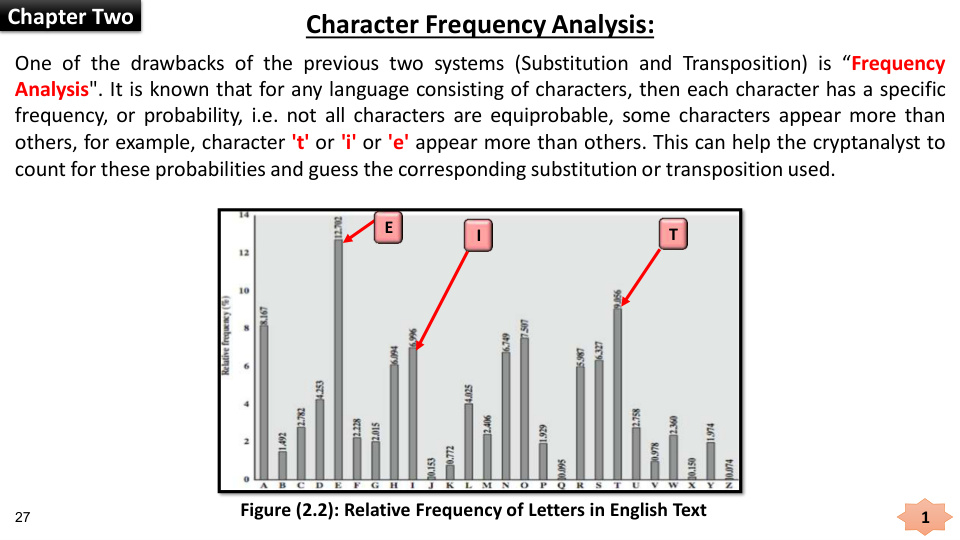 Chapter Two
Character Frequency Analysis:
One of the drawbacks of the previous two systems (Substitution and Transposition) is “Frequency
Analysis". It is known that for any language consisting of characters, then each character has a specific
frequency, or probability, i.e. not all characters are equiprobable, some characters appear more than
others, for example, character 't' or 'i' or 'e' appear more than others. This can help the cryptanalyst to
count for these probabilities and guess the corresponding substitution or transposition used.
E
I
T
Relative frequency (%)
14
12
10
8
6
4
2
0
8.167
1.492
2.782
4.253
12.702
2.228
2.015
6.094
6.996
0.153
0.772
4.025
2.406
6.749
7.507
1.929
0.095
5.987
6.327
9.056
2.758
0.978
2.360
0.150
1.974
0.074
A B C D E F G H I J K L M N O P Q R S T U V W X Y Z
Figure (2.2): Relative Frequency of Letters in English Text
27
1